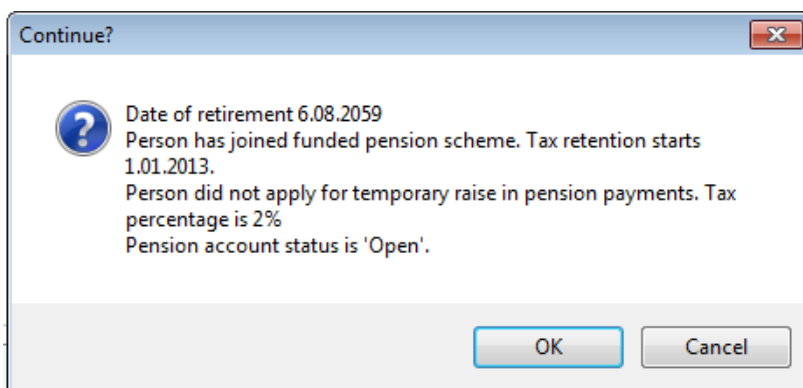 Continue?
Date of retirement 6.08.2059
Person has joined funded pension scheme. Tax retention starts
1.01.2013.
Person did not apply for temporary raise in pension payments. Tax
percentage is 2%
Pension account status is 'Open'.
OK
Cancel